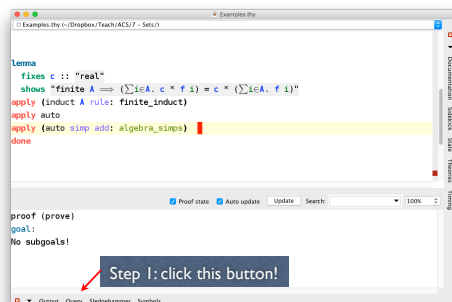 Examples.thy
Examples.thy (~/Dropbox/Teach/ACS/7 - Sets/)
lemma
fixes c :: "real"
shows "finite A ⟹ (∑i∈A. c * f i) = c * (∑i∈A. f i)"
apply (induct A rule: finite_induct)
apply auto
apply (auto simp add: algebra_simps)
done
Documentation
Sidekick
State
Theories
Timing
Proof state
Auto update
Update
Search:
100%
proof (prove)
goal:
No subgoals!
Step 1: click this button!
Output Query Sledgehammer Symbols